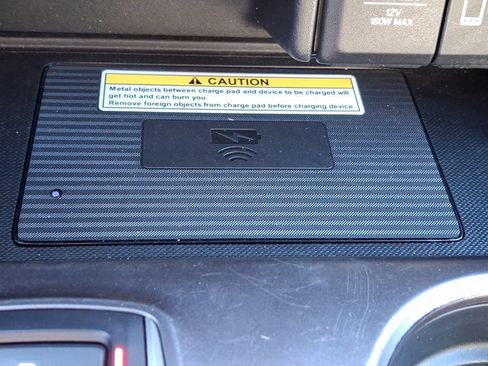 12V
180W MAX
CAUTION
Metal objects between charge pad and device to be charged will
get hot and can burn you
Remove foreign objects from charge pad before charging device